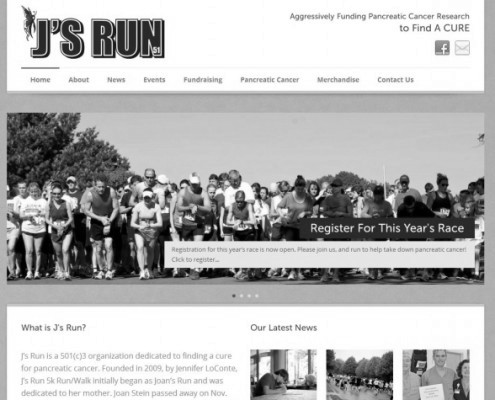 J'S RUN
51
Aggressively Funding Pancreatic Cancer Research
to Find A CURE
Home About News Events Fundraising Pancreatic Cancer Merchandise Contact Us
Register For This Year's Race
Registration for this year's race is now open. Please join us, and run to help take down pancreatic cancer!
Click to register...
What is J's Run?
J's Run is a 501(c)3 organization dedicated to finding a cure
for pancreatic cancer. Founded in 2009, by Jennifer LoConte,
J's Run 5k Run/Walk initially began as Joan's Run and was
dedicated to her mother. Joan Stein passed away on Nov.
Our Latest News